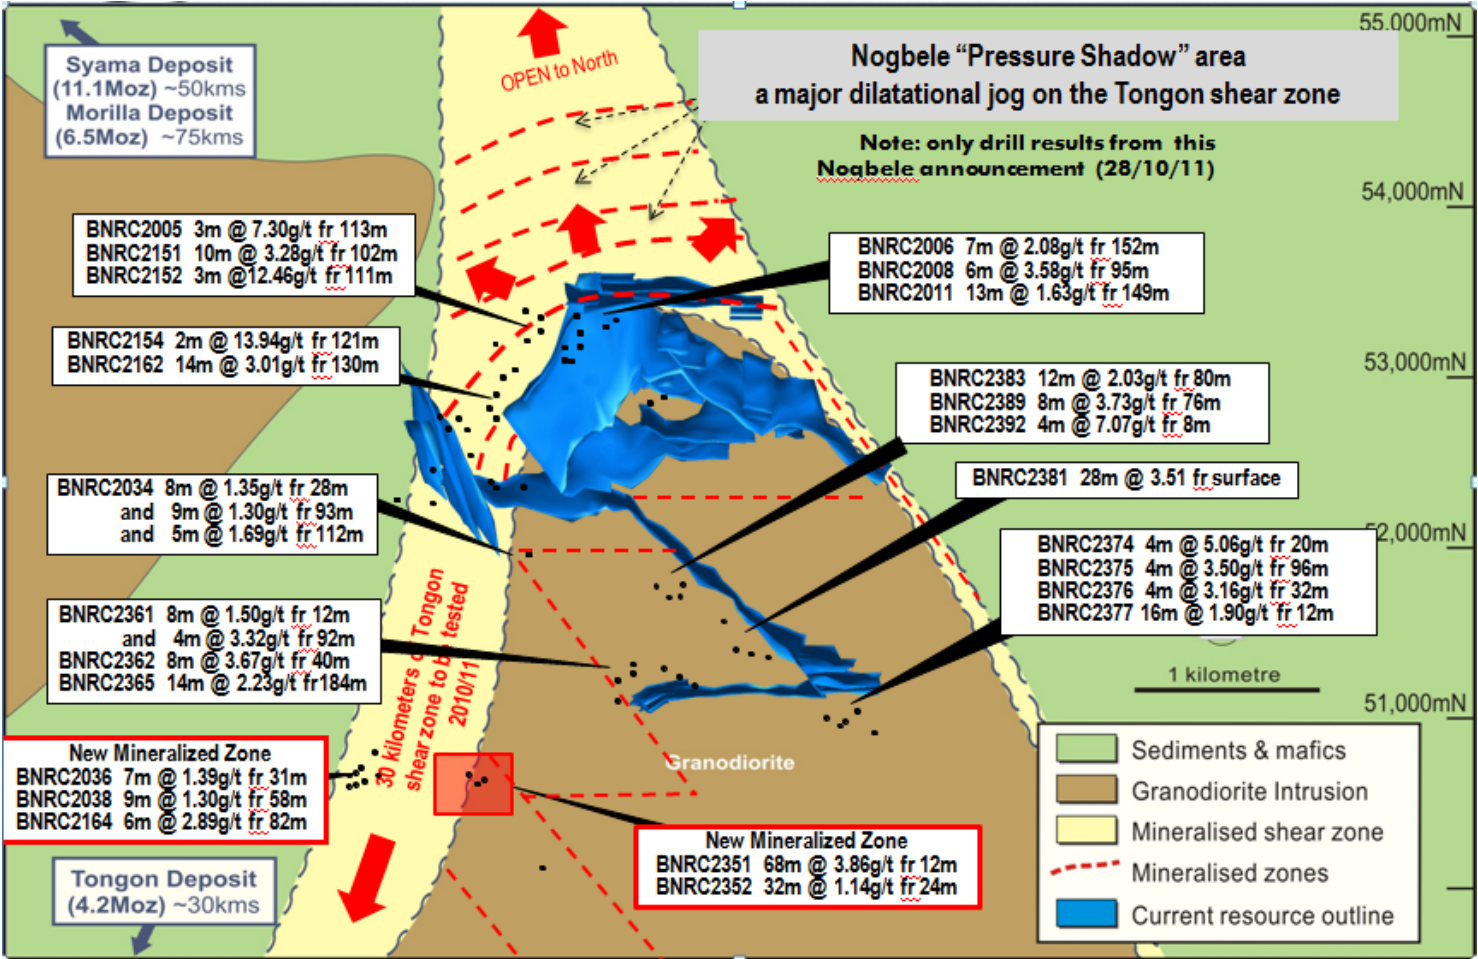 55.000mN
Nogbele “Pressure Shadow” area
a major dilatational jog on the Tongon shear zone
Syama Deposit
(11.1Moz) ~50kms
Morilla Deposit
(6.5Moz) ~75kms
OPEN to North
Note: only drill results from this
Nogbele announcement (28/10/11)
54,000mN
BNRC2005 3m @ 7.30g/t fr 113m
BNRC2151 10m @ 3.28g/t fr 102m
BNRC2152 3m @12.46g/t fr 111m
BNRC2006 7m @ 2.08g/t fr 152m
BNRC2008 6m @ 3.58g/t fr 95m
BNRC2011 13m @ 1.63g/t fr 149m
BNRC2154 2m @ 13.94g/t fr 121m
BNRC2162 14m @ 3.01g/t fr 130m
53,000mN
BNRC2383 12m @ 2.03g/t fr 80m
BNRC2389 8m @ 3.73g/t fr 76m
BNRC2392 4m @ 7.07g/t fr 8m
BNRC2381 28m @ 3.51 fr surface
BNRC2034 8m @ 1.35g/t fr 28m
and 9m @ 1.30g/t fr 93m
and 5m @ 1.69g/t fr 112m
2,000mN
BNRC2374 4m @ 5.06g/t fr 20m
BNRC2375 4m @ 3.50g/t fr 96m
BNRC2376 4m @ 3.16g/t fr 32m
BNRC2377 16m @ 1.90g/t fr 12m
BNRC2361 8m @ 1.50g/t fr 12m
and 4m @ 3.32g/t fr 92m
BNRC2362 8m @ 3.67g/t fr 40m
BNRC2365 14m @ 2.23g/t fr184m
30 kilometers of Tongon
shear zone to be tested
2010/11
1 kilometre
51,000mN
New Mineralized Zone
BNRC2036 7m @ 1.39g/t fr 31m
BNRC2038 9m @ 1.30g/t fr 58m
BNRC2164 6m @ 2.89g/t fr 82m
Granodiorite
New Mineralized Zone
BNRC2351 68m @ 3.86g/t fr 12m
BNRC2352 32m @ 1.14g/t fr 24m
Tongon Deposit
(4.2Moz) ~30kms
Sediments & mafics
Granodiorite Intrusion
Mineralised shear zone
Mineralised zones
Current resource outline